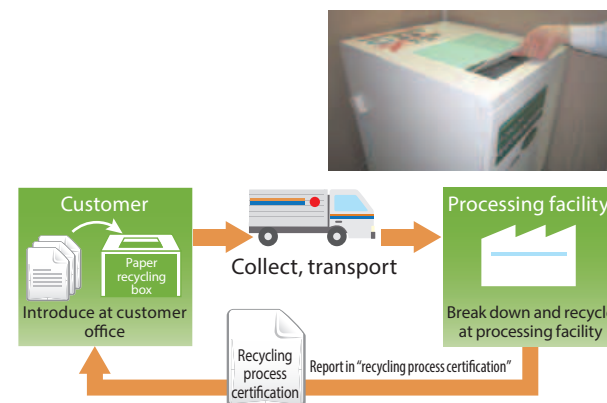 Customer
Paper
recycling
box
Introduce at customer
office
Collect, transport
Processing facility
Break down and recycle
at processing facility
Recycling
process
certification
Report in “recycling process certification”